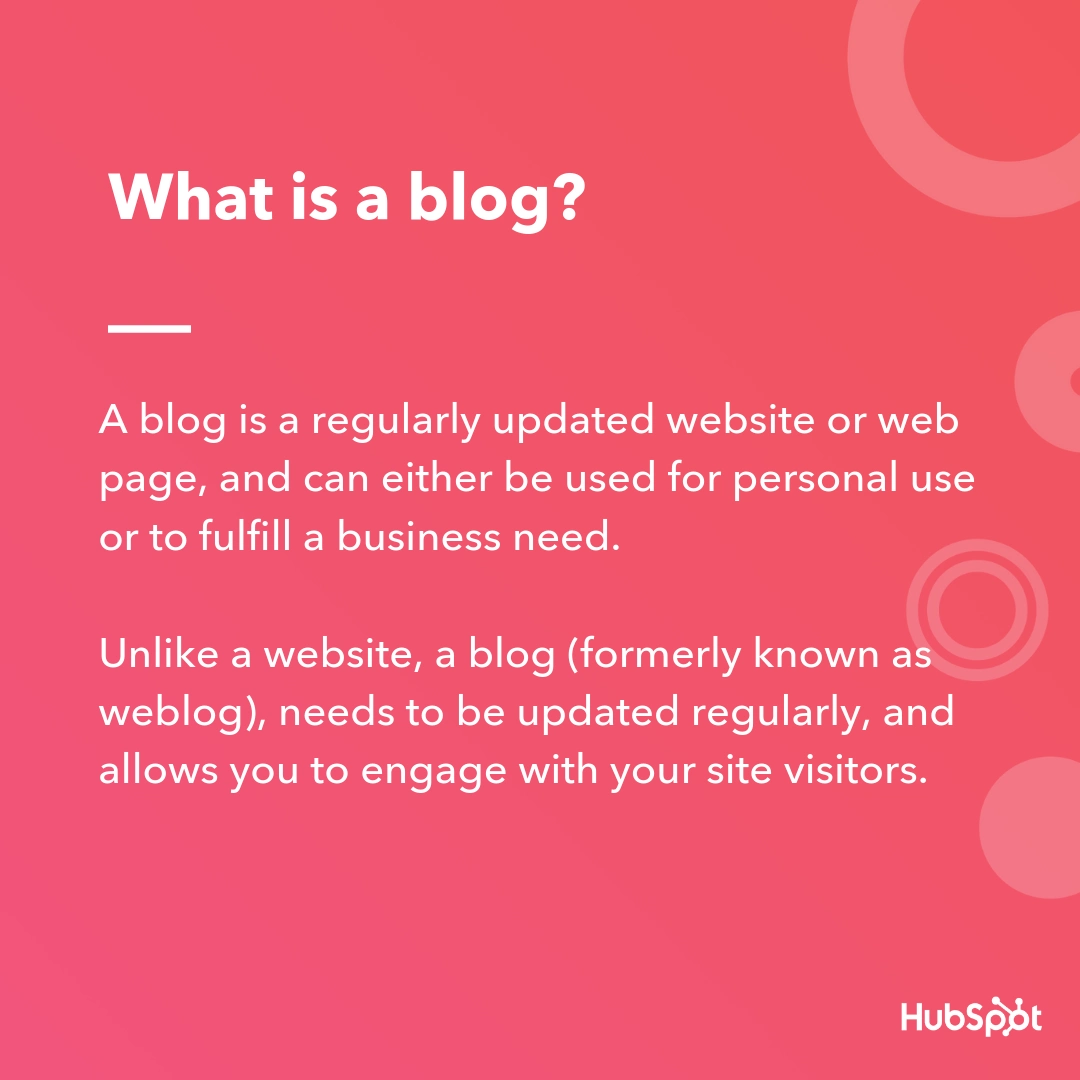 What is a blog?
A blog is a regularly updated website or web
page, and can either be used for personal use
or to fulfill a business need.
Unlike a website, a blog (formerly known as
weblog), needs to be updated regularly, and
allows you to engage with your site visitors.
HubSpot